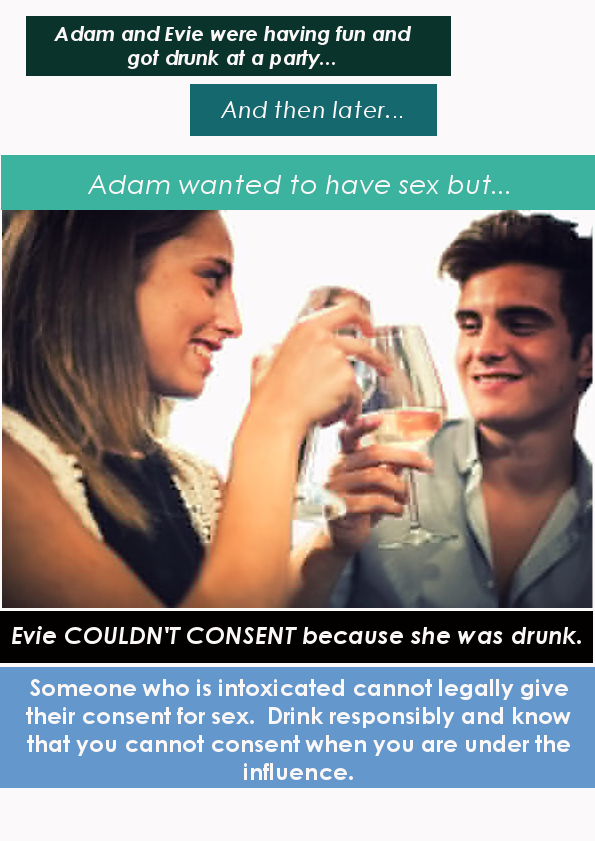 Adam and Evie were having fun and
got drunk at a party...
And then later...
Adam wanted to have sex but...
Evie COULDN'T CONSENT because she was drunk.
Someone who is intoxicated cannot legally give
their consent for sex.  Drink responsibly and know
that you cannot consent when you are under the
influence.